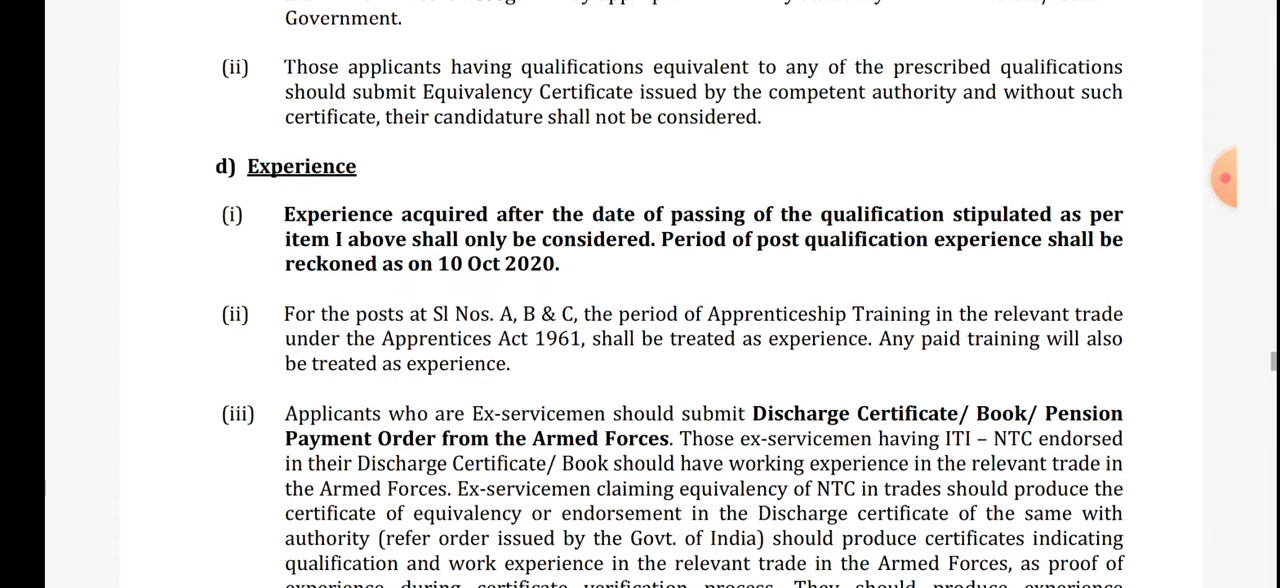 Government.
(ii) Those applicants having qualifications equivalent to any of the prescribed qualifications
should submit Equivalency Certificate issued by the competent authority and without such
certificate, their candidature shall not be considered.
d) Experience
(i) Experience acquired after the date of passing of the qualification stipulated as per
item I above shall only be considered. Period of post qualification experience shall be
reckoned as on 10 Oct 2020.
(ii) For the posts at Sl Nos. A, B & C, the period of Apprenticeship Training in the relevant trade
under the Apprentices Act 1961, shall be treated as experience. Any paid training will also
be treated as experience.
(iii) Applicants who are Ex-servicemen should submit Discharge Certificate/ Book/ Pension
Payment Order from the Armed Forces. Those ex-servicemen having ITI – NTC endorsed
in their Discharge Certificate/ Book should have working experience in the relevant trade in
the Armed Forces. Ex-servicemen claiming equivalency of NTC in trades should produce the
certificate of equivalency or endorsement in the Discharge certificate of the same with
authority (refer order issued by the Govt. of India) should produce certificates indicating
qualification and work experience in the relevant trade in the Armed Forces, as proof of
experience during certificate verification process. They should produce experience